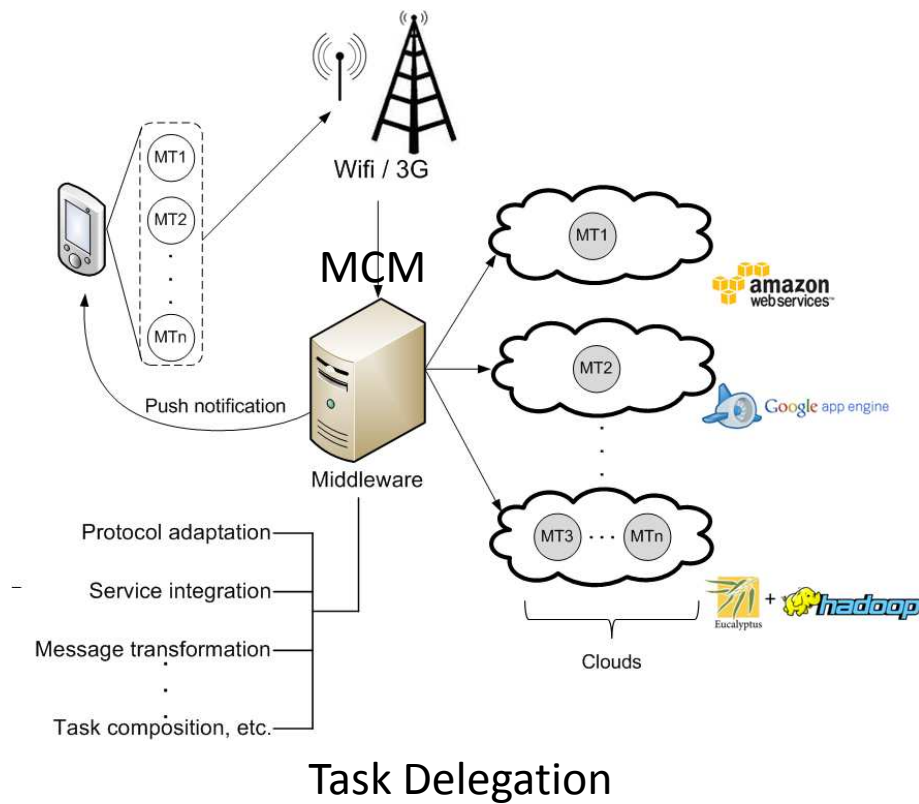 MT1
MT2
MTn
Wifi / 3G
MCM
Push notification
Middleware
MT1
amazon
web services™
MT2
Google app engine
MT3 ··· MTn
Eucalyptus
+
hadoop
Clouds
Protocol adaptation
Service integration
Message transformation
Task composition, etc.
Task Delegation